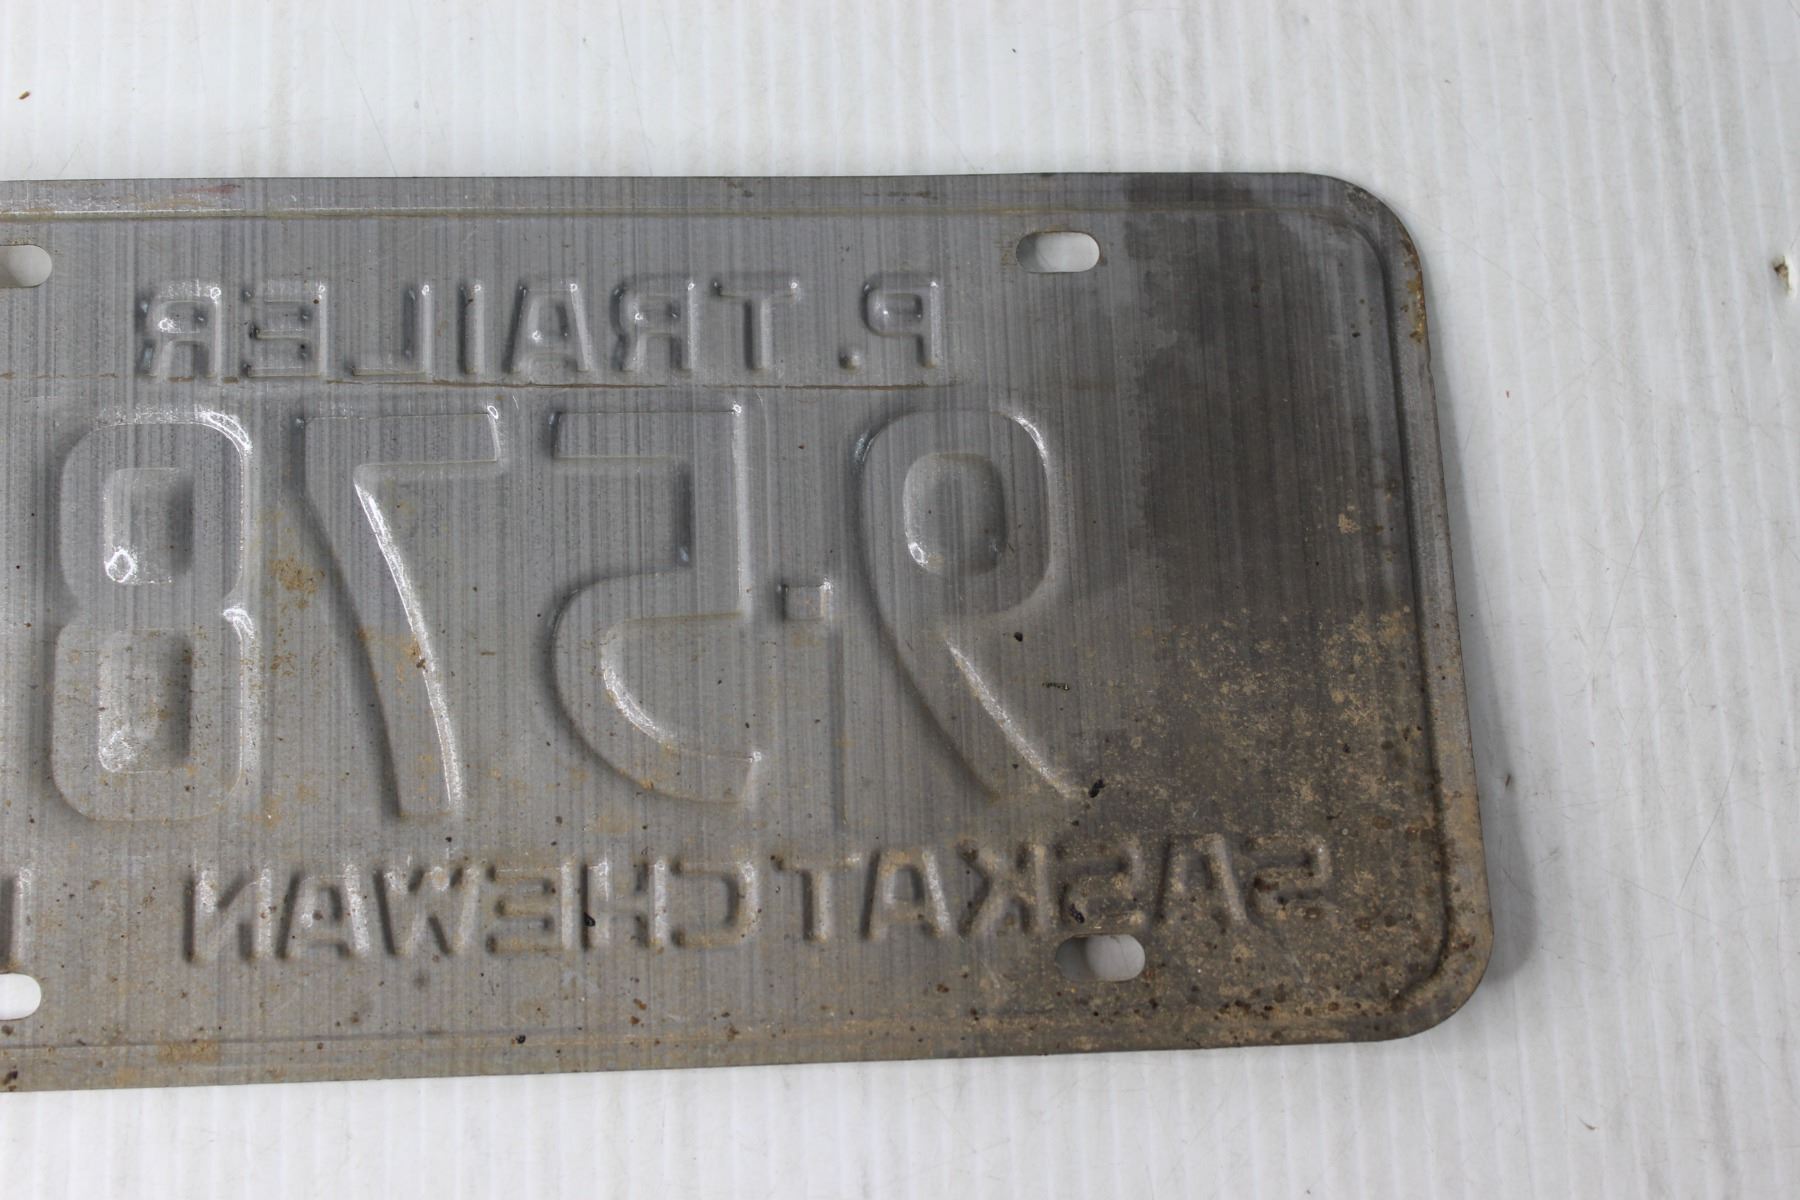 P. TRAILER
9-578
SASKATCHEWAN